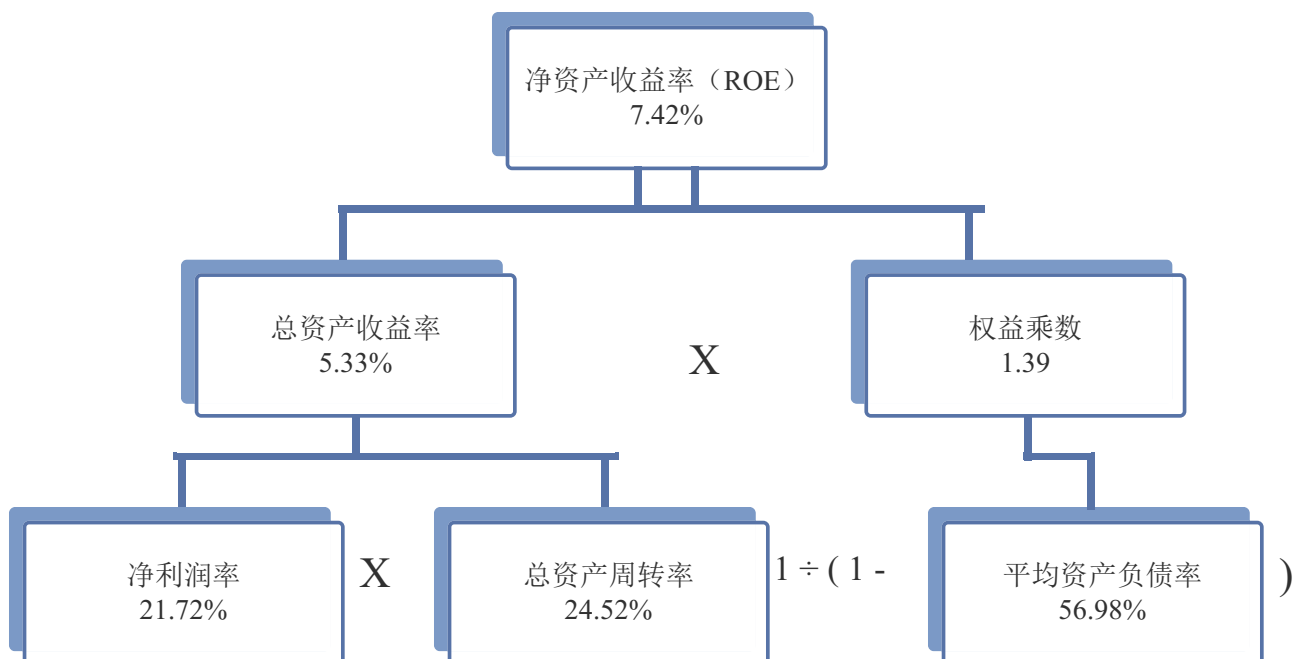 净资产收益率（ROE）
7.42%
总资产收益率
5.33%
X
权益乘数
1.39
净利润率
21.72%
X
总资产周转率
24.52%
1 ÷ ( 1 -
平均资产负债率
56.98%
)